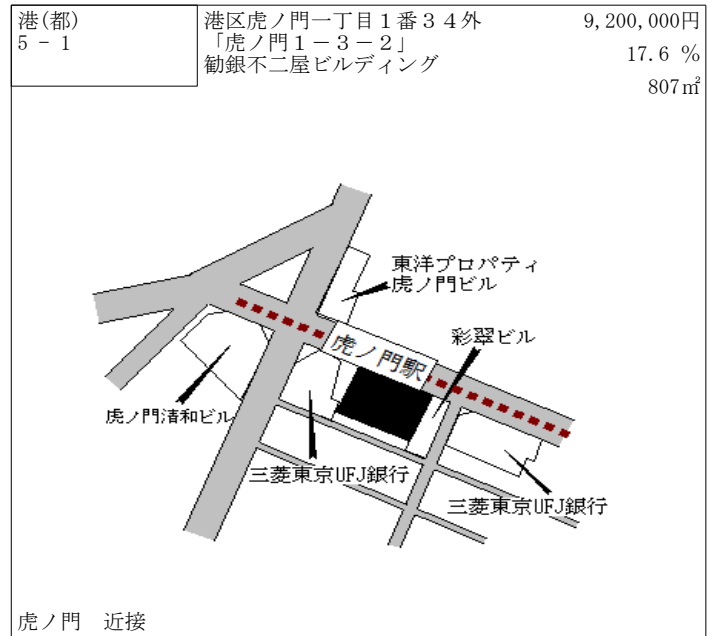 港(都)
5 - 1
港区虎ノ門一丁目1番34外
「虎ノ門1-3-2」
勧銀不二屋ビルディング
9,200,000円
17.6 %
807㎡
東洋プロパティ
虎ノ門ビル
彩翠ビル
虎ノ門駅
虎ノ門清和ビル
三菱東京UFJ銀行
三菱東京UFJ銀行
虎ノ門 近接